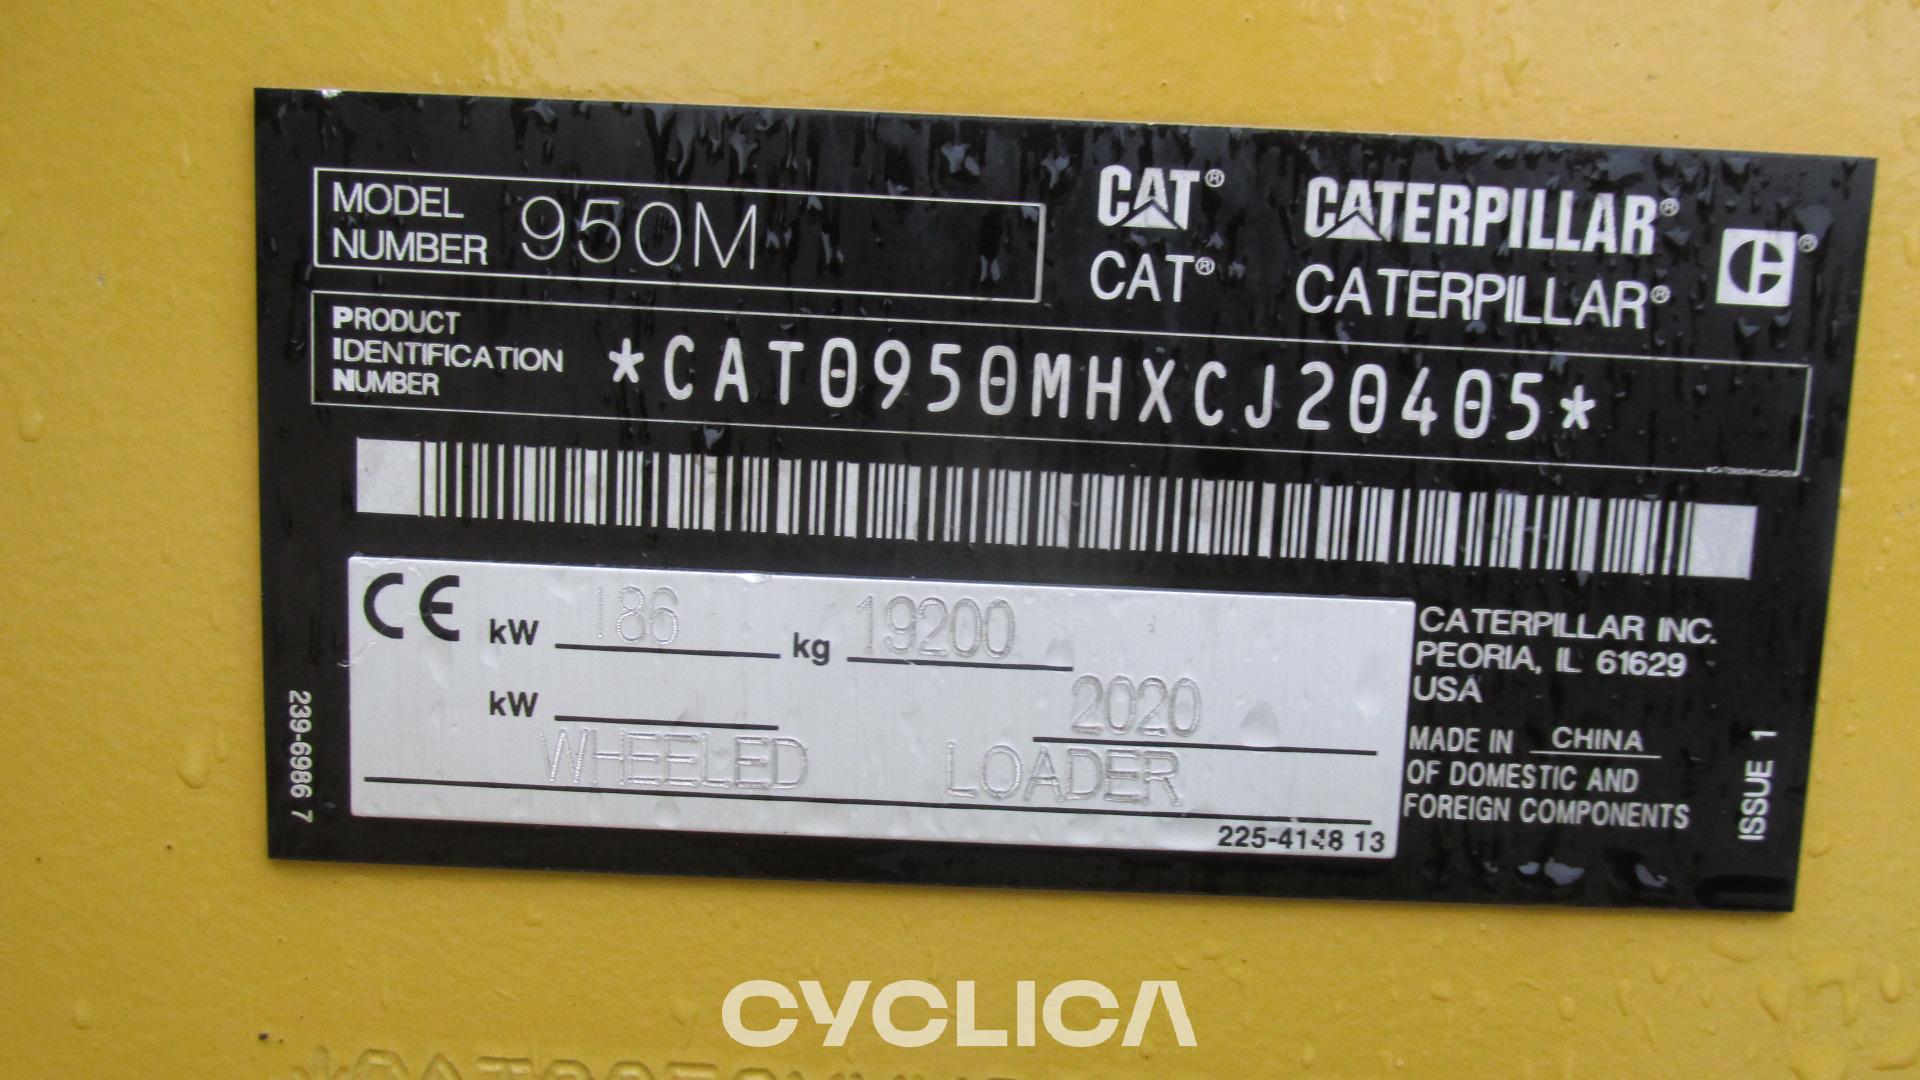 MODEL
NUMBER 950M
CAT® CATERPILLAR®
CAT® CATERPILLAR®
PRODUCT
IDENTIFICATION
NUMBER
*CAT0950MHXCJ20405*
CE kW 186 kg 19200
kW 2020
WHEELED LOADER
225-4148 13
CATERPILLAR INC.
PEORIA, IL 61629
USA
MADE IN CHINA
OF DOMESTIC AND
FOREIGN COMPONENTS
ISSUE 1
239-6986 7
CYCLICA